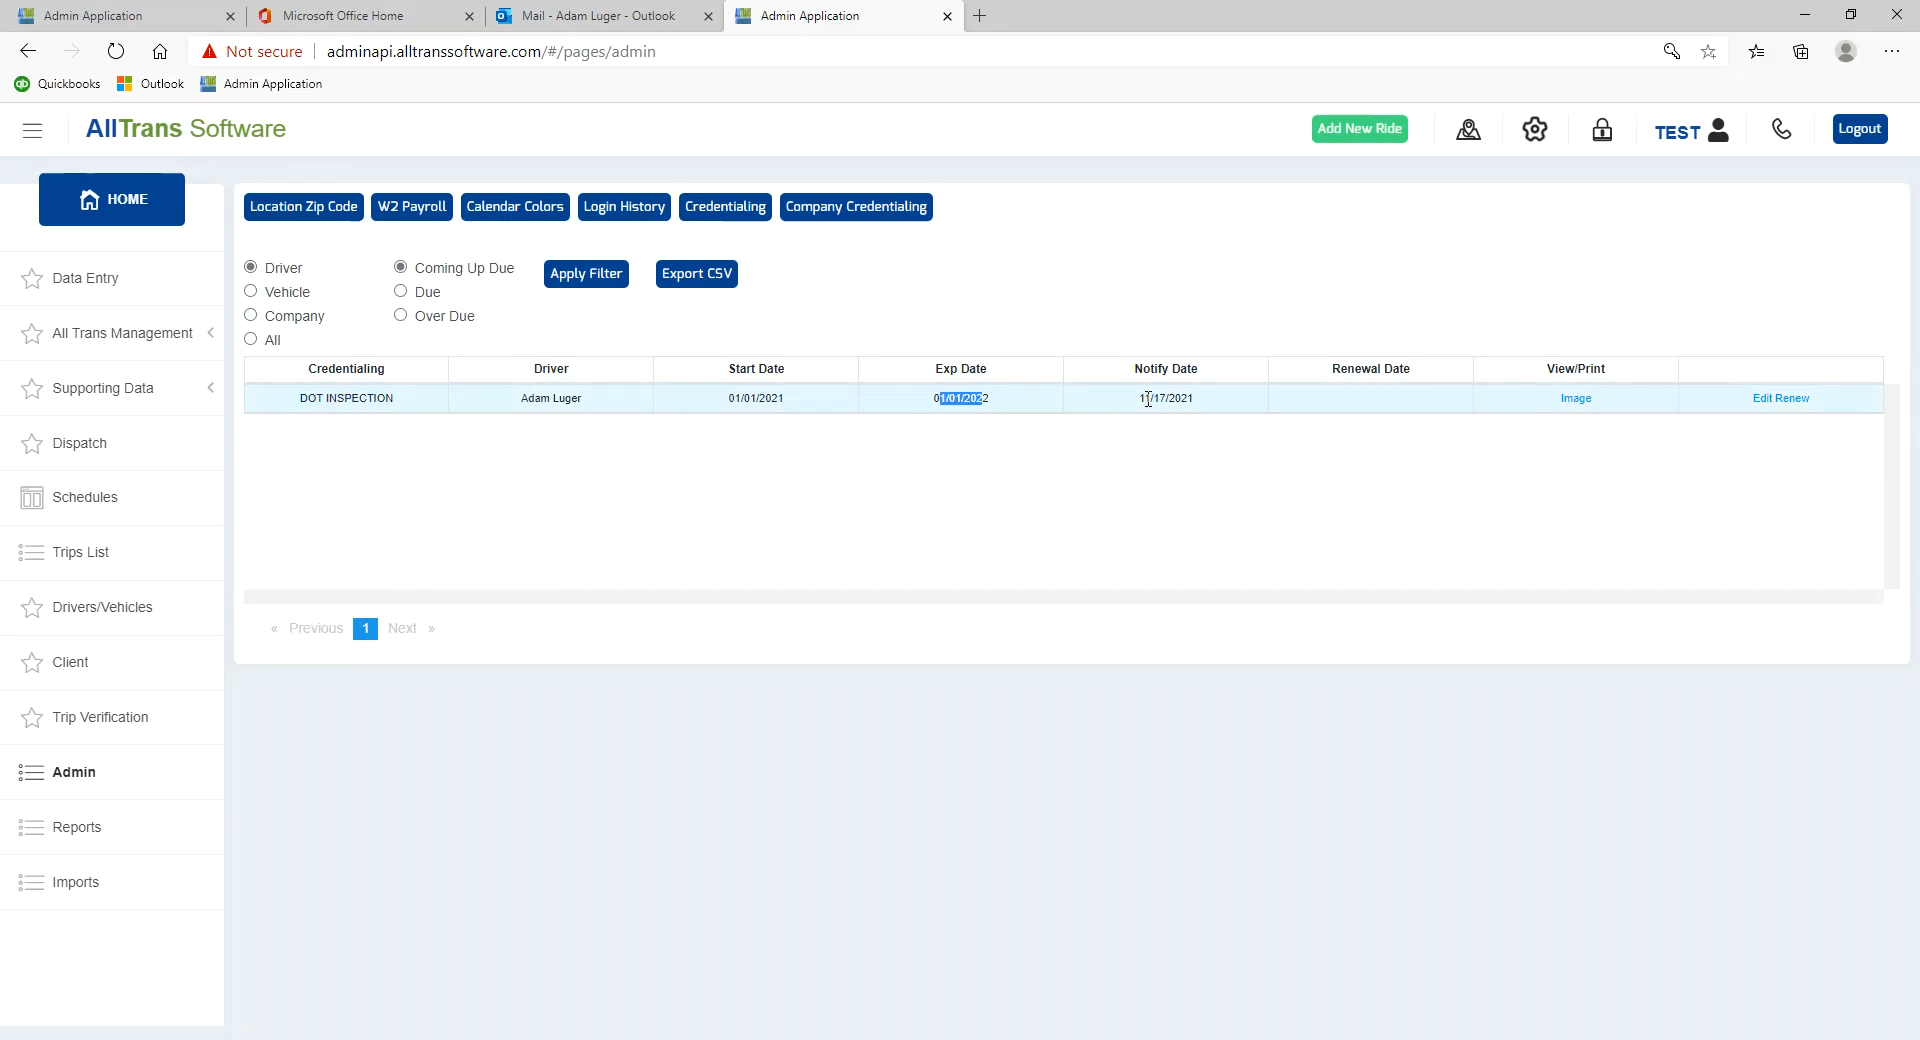 Admin Application
Microsoft Office Home
Mail - Adam Luger - Outlook
Admin Application
Not secure
adminapi.alltranssoftware.com/#/pages/admin
Quickbooks
Outlook
Admin Application
AllTrans Software
Add New Ride
TEST
Logout
HOME
Data Entry
All Trans Management
Supporting Data
Dispatch
Schedules
Trips List
Drivers/Vehicles
Client
Trip Verification
Admin
Reports
Imports
Location Zip Code
W2 Payroll
Calendar Colors
Login History
Credentialing
Company Credentialing
Driver
Vehicle
Company
All
Coming Up Due
Due
Over Due
Apply Filter
Export CSV
Credentialing Driver Start Date Exp Date Notify Date Renewal Date View/Print
DOT INSPECTION Adam Luger 01/01/2021 01/01/2022 11/17/2021 Image Edit Renew
« Previous 1 Next »